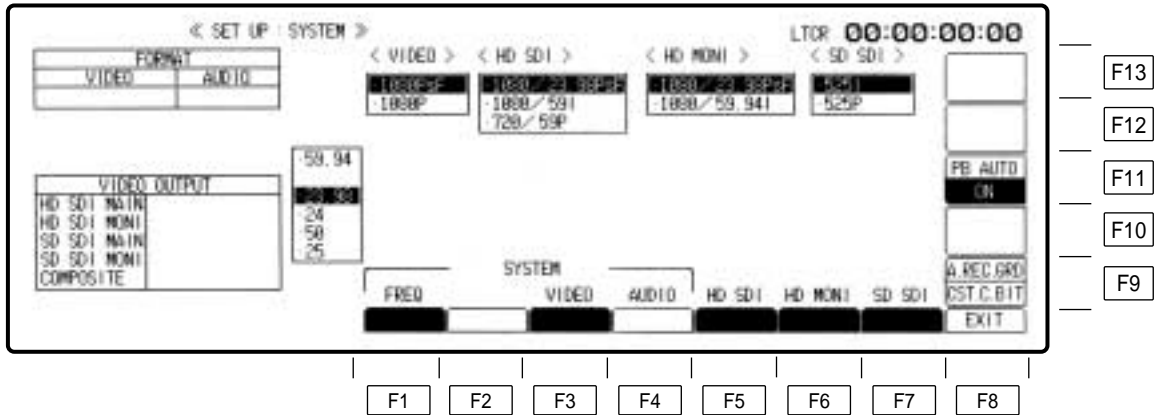 ≪ SET UP : SYSTEM ≫
LTCR 00:00:00:00
FORMAT
VIDEO AUDIO
< VIDEO > < HD SDI > < HD MONI > < SD SDI >
·1080PsF ·1080/23.98PsF ·1080/23.98PsF ·525I
·1080P ·1080/59I ·1080/59.94I ·525P
·720/59P
·59.94
·23.98
·24
·50
·25
VIDEO OUTPUT
HD SDI MAIN
HD SDI MONI
SD SDI MAIN
SD SDI MONI
COMPOSITE
SYSTEM
FREQ VIDEO AUDIO HD SDI HD MONI SD SDI
PB AUTO
ON
A.REC.GRD
CST.C.BIT
EXIT
F13
F12
F11
F10
F9
F1 F2 F3 F4 F5 F6 F7 F8